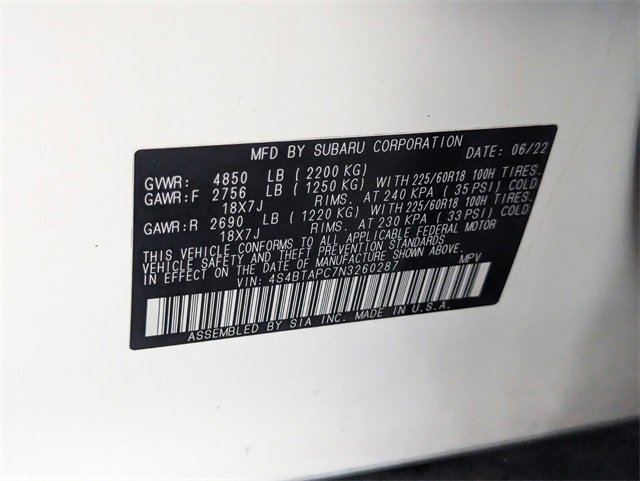 MFD BY SUBARU CORPORATION DATE: 06/22
GVWR: 4850 LB ( 2200 KG)
GAWR:F 2756 LB ( 1250 KG) WITH 225/60R18 100H TIRES.
18X7J RIMS. AT 240 KPA ( 35 PSI) COLD
GAWR:R 2690 LB ( 1220 KG) WITH 225/60R18 100H TIRES.
18X7J RIMS. AT 230 KPA ( 33 PSI) COLD
THIS VEHICLE CONFORMS TO ALL APPLICABLE FEDERAL MOTOR
VEHICLE SAFETY AND THEFT PREVENTION STANDARDS
IN EFFECT ON THE DATE OF MANUFACTURE SHOWN ABOVE.
VIN: 4S4BTAPC7N3260287 MPV
ASSEMBLED BY SIA INC. MADE IN U.S.A.